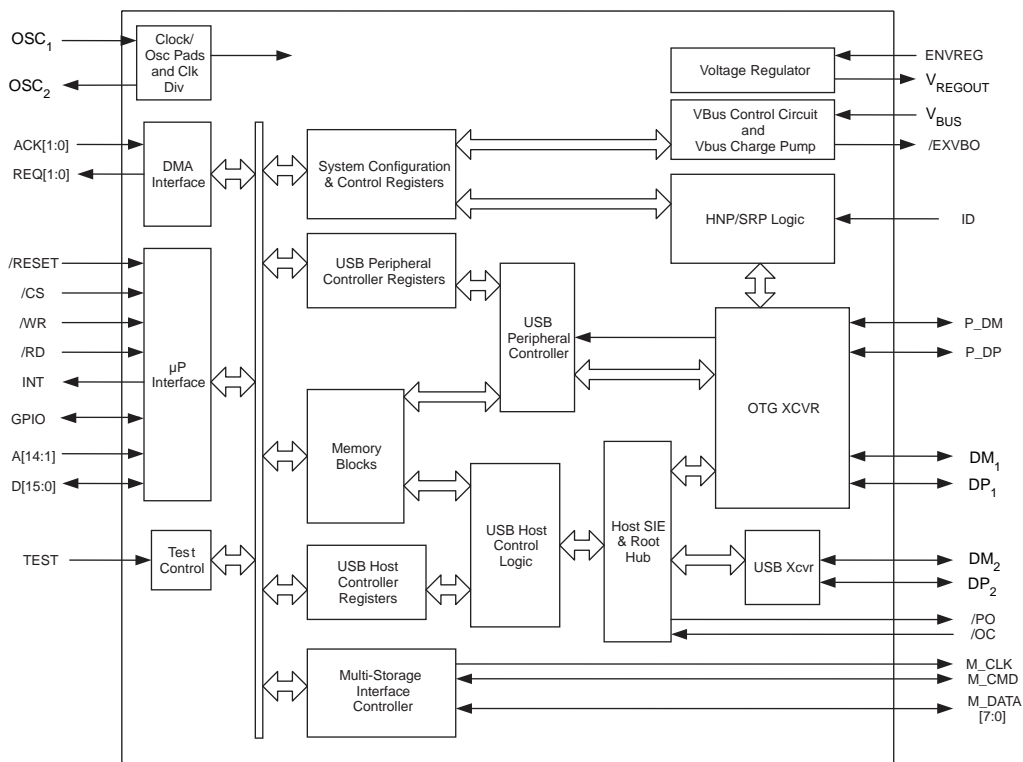 OSC1
OSC2
Clock/
Osc Pads
and Clk
Div
ENVREG
VREGOUT
Voltage Regulator
VBUS
/EXVBO
VBus Control Circuit
and
Vbus Charge Pump
ACK[1:0]
REQ[1:0]
DMA
Interface
System Configuration
& Control Registers
HNP/SRP Logic
ID
/RESET
/CS
/WR
/RD
INT
GPIO
A[14:1]
D[15:0]
µP
Interface
USB Peripheral
Controller Registers
USB
Peripheral
Controller
OTG XCVR
P_DM
P_DP
DM1
DP1
Memory
Blocks
USB Host
Control
Logic
Host SIE
& Root
Hub
USB Xcvr
DM2
DP2
/PO
/OC
TEST
Test
Control
USB Host
Controller
Registers
Multi-Storage
Interface
Controller
M_CLK
M_CMD
M_DATA
[7:0]